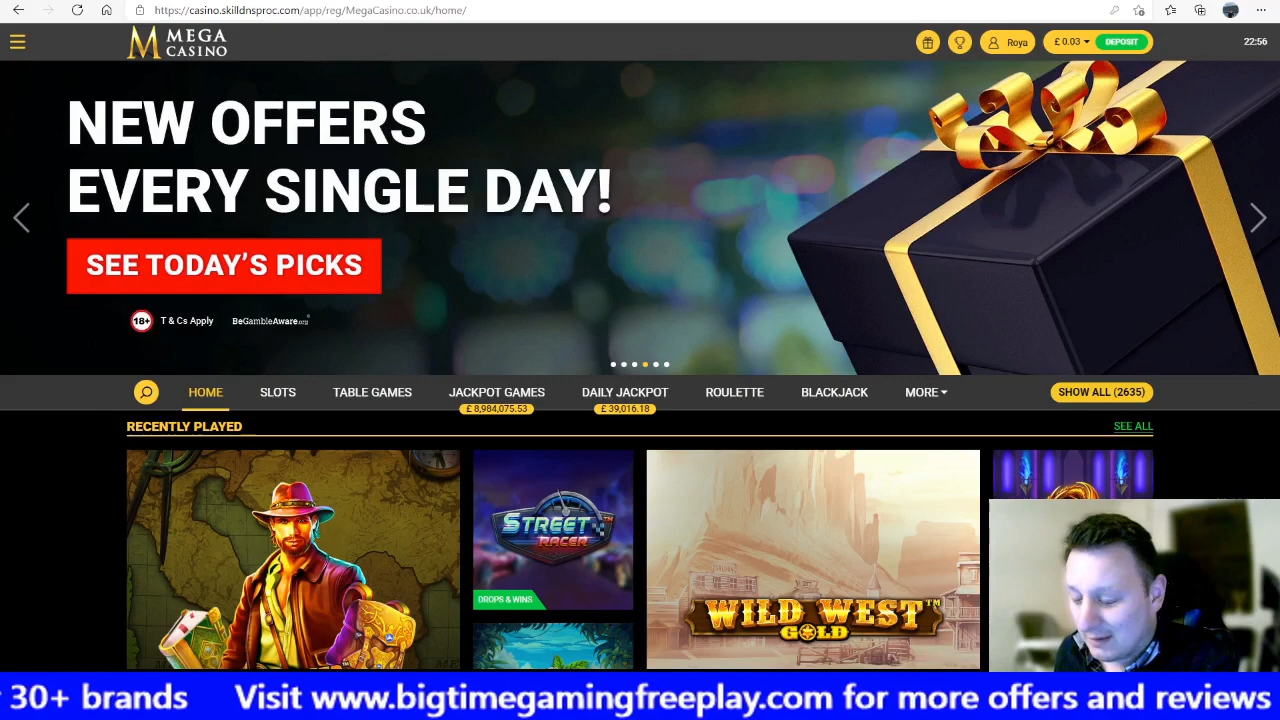 https://casino.skilldnsproc.com/app/reg/MegaCasino.co.uk/home/
MEGA
CASINO
Roya
£ 0.03
DEPOSIT
22:56
NEW OFFERS
EVERY SINGLE DAY!
SEE TODAY'S PICKS
18+ T & Cs Apply BeGambleAware.org
HOME SLOTS TABLE GAMES JACKPOT GAMES DAILY JACKPOT ROULETTE BLACKJACK MORE SHOW ALL (2635)
£ 8,984,075.53 £ 39,016.18
RECENTLY PLAYED SEE ALL
STREET
RACER™
DROPS & WINS
WILD WEST™
GOLD
30+ brands Visit www.bigtimegamingfreeplay.com for more offers and reviews